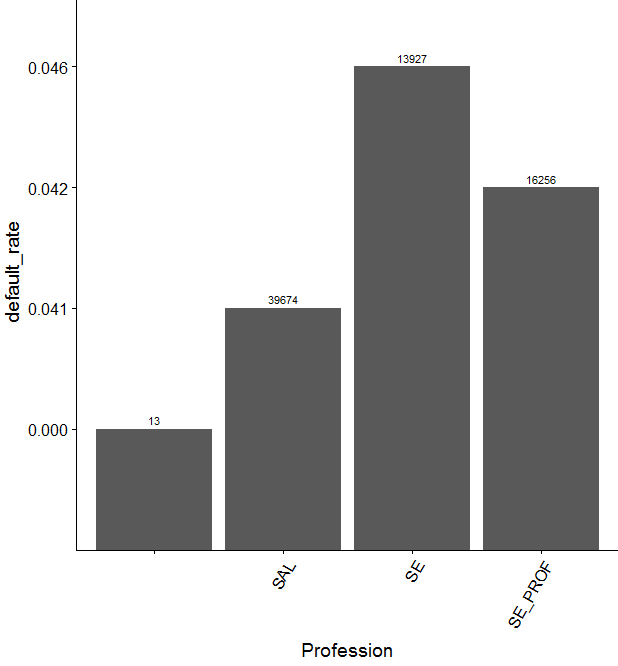 13927
0.046
16256
0.042
default_rate
39674
0.041
13
0.000
SAL
SE
SE_PROF
Profession